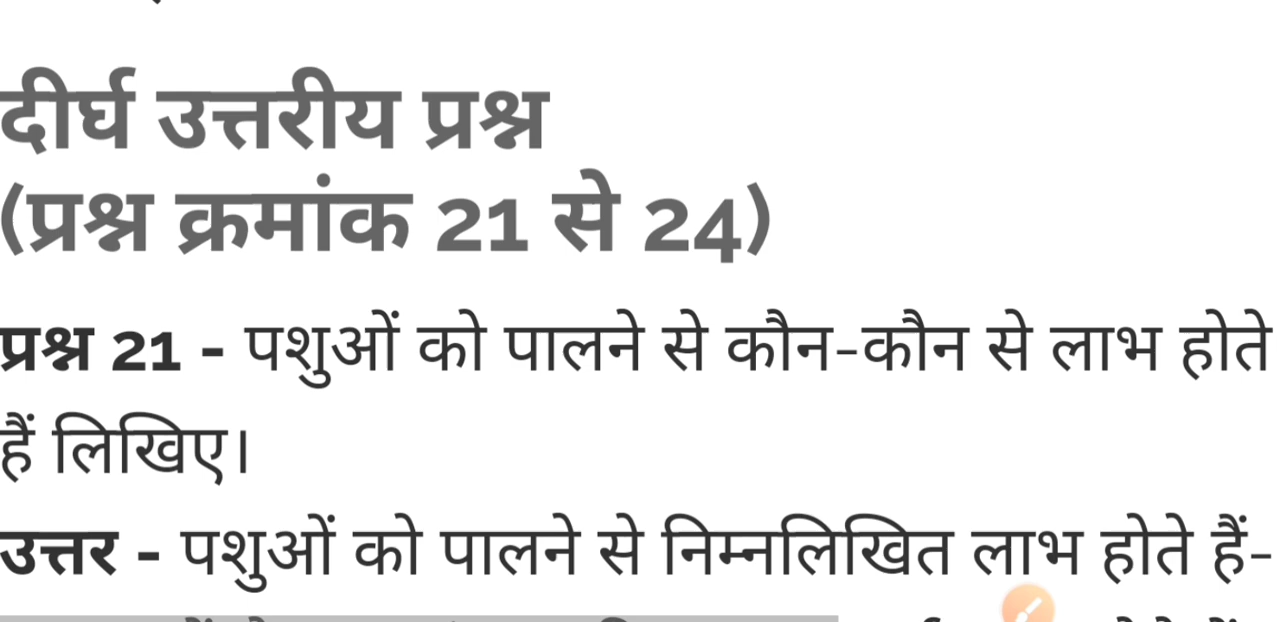 दीर्घ उत्तरीय प्रश्न
(प्रश्न क्रमांक 21 से 24)
प्रश्न 21 - पशुओं को पालने से कौन-कौन से लाभ होते
हैं लिखिए।
उत्तर - पशुओं को पालने से निम्नलिखित लाभ होते हैं-